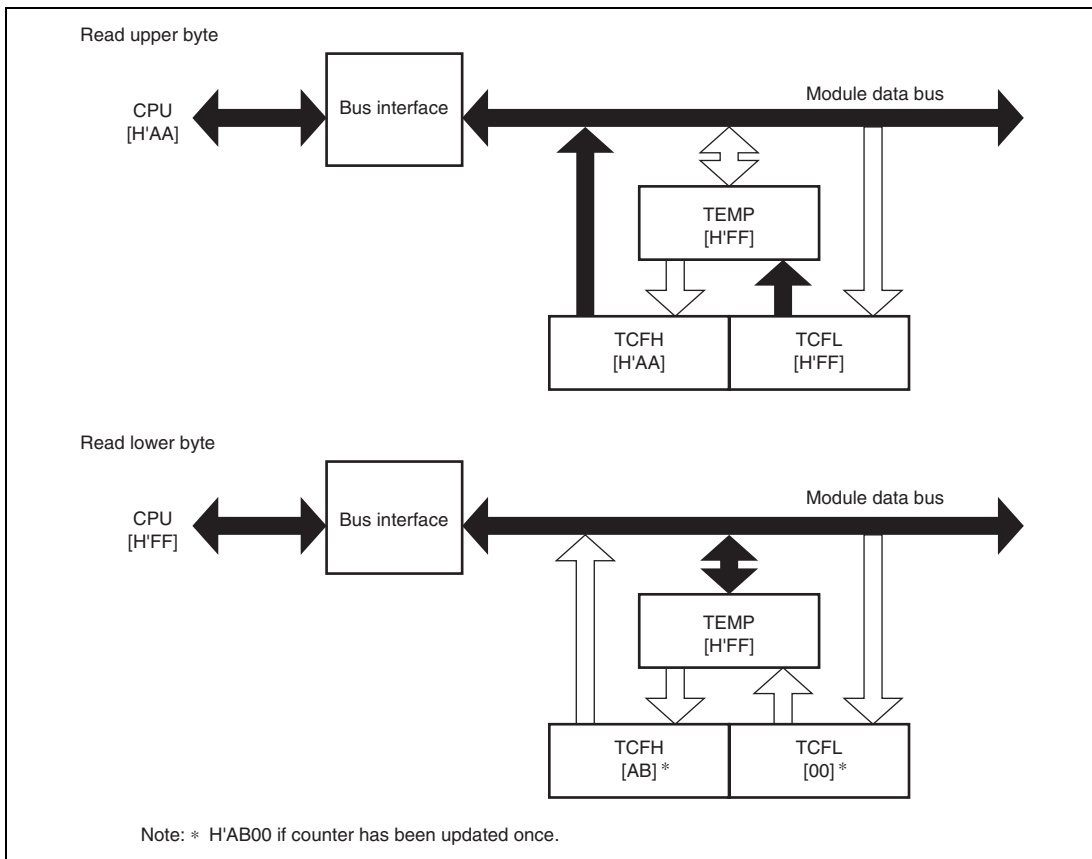 Read upper byte
CPU
[H'AA]
Bus interface
Module data bus
TEMP
[H'FF]
TCFH
[H'AA]
TCFL
[H'FF]
Read lower byte
CPU
[H'FF]
Bus interface
Module data bus
TEMP
[H'FF]
TCFH
[AB] *
TCFL
[00] *
Note: * H'AB00 if counter has been updated once.